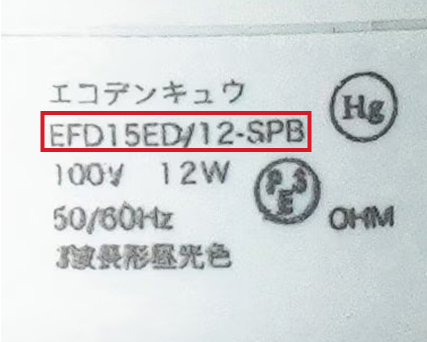 エコデンキュウ
Hg
EFD15ED/12-SPB
100V 12W
PSE
50/60Hz
OHM
3波長形昼光色